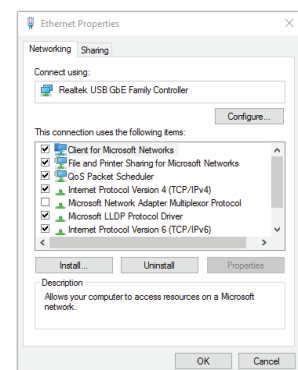 Ethernet Properties
Networking
Sharing
Connect using:
Realtek USB GbE Family Controller
Configure...
This connection uses the following items:
Client for Microsoft Networks
File and Printer Sharing for Microsoft Networks
QoS Packet Scheduler
Internet Protocol Version 4 (TCP/IPv4)
Microsoft Network Adapter Multiplexor Protocol
Microsoft LLDP Protocol Driver
Internet Protocol Version 6 (TCP/IPv6)
Install...
Uninstall
Properties
Description
Allows your computer to access resources on a Microsoft
network.
OK
Cancel